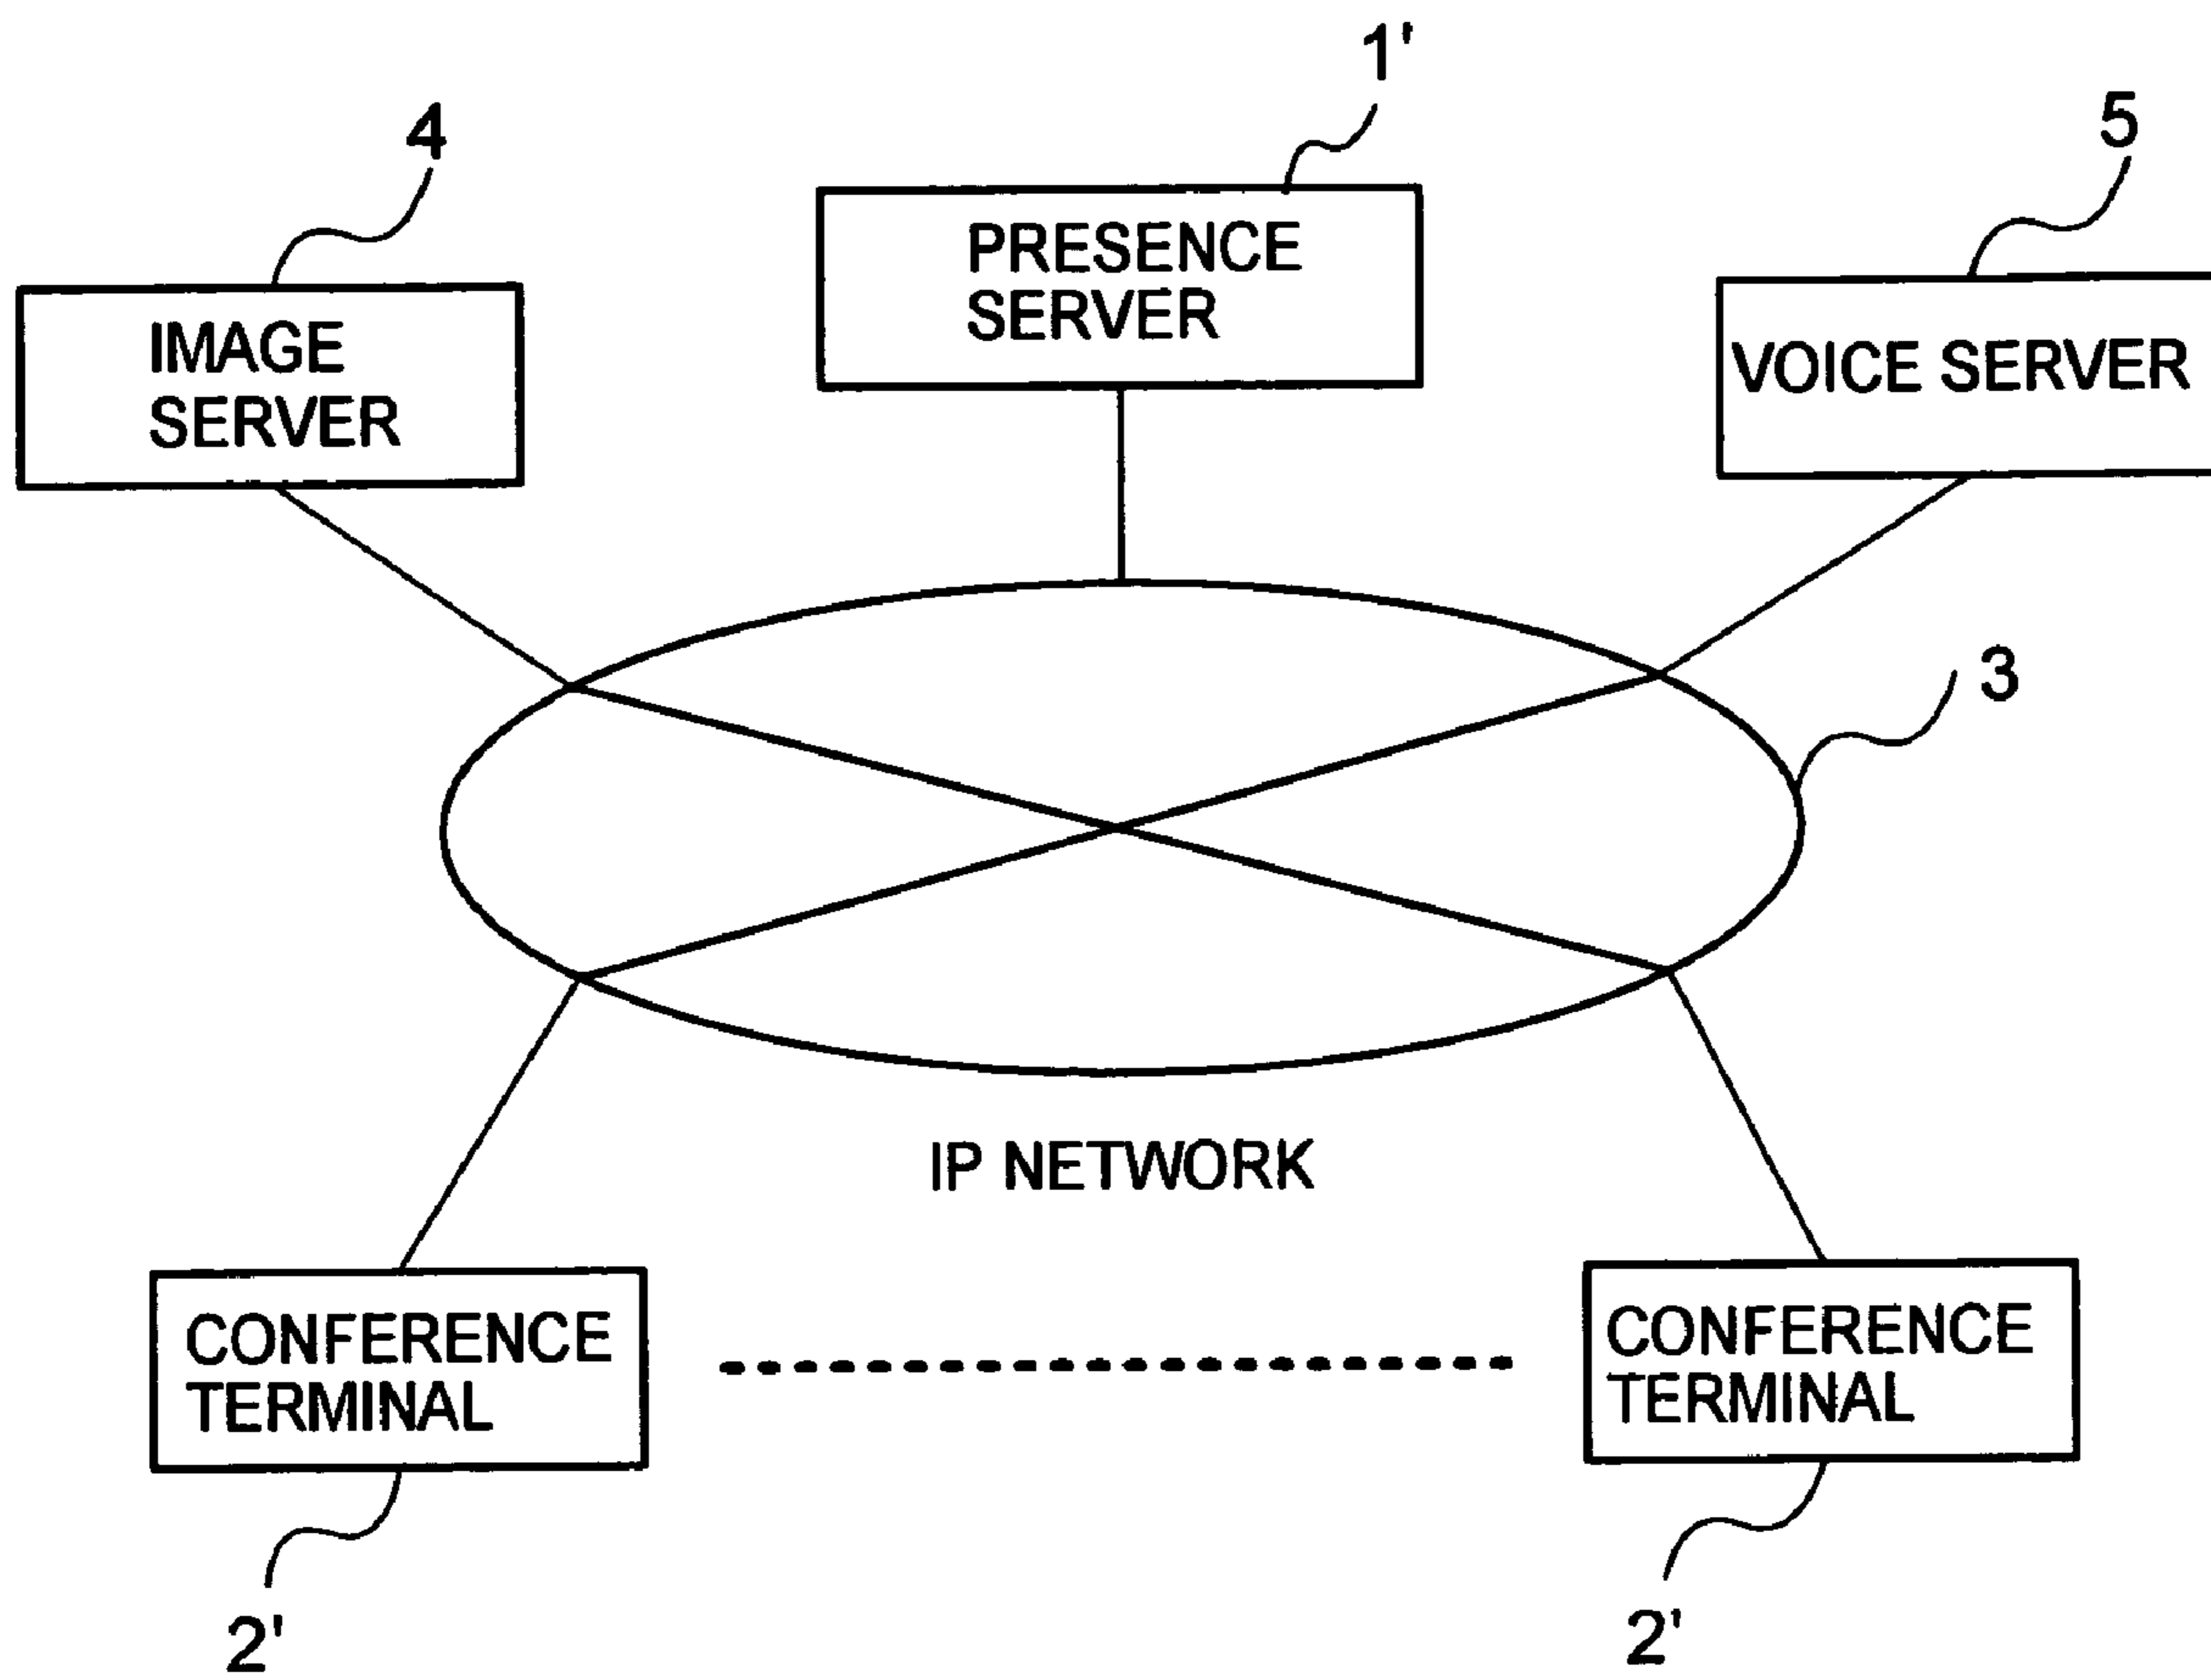 1'
4
5
PRESENCE
SERVER
IMAGE
SERVER
VOICE SERVER
3
IP NETWORK
CONFERENCE
TERMINAL
CONFERENCE
TERMINAL
2'
2'